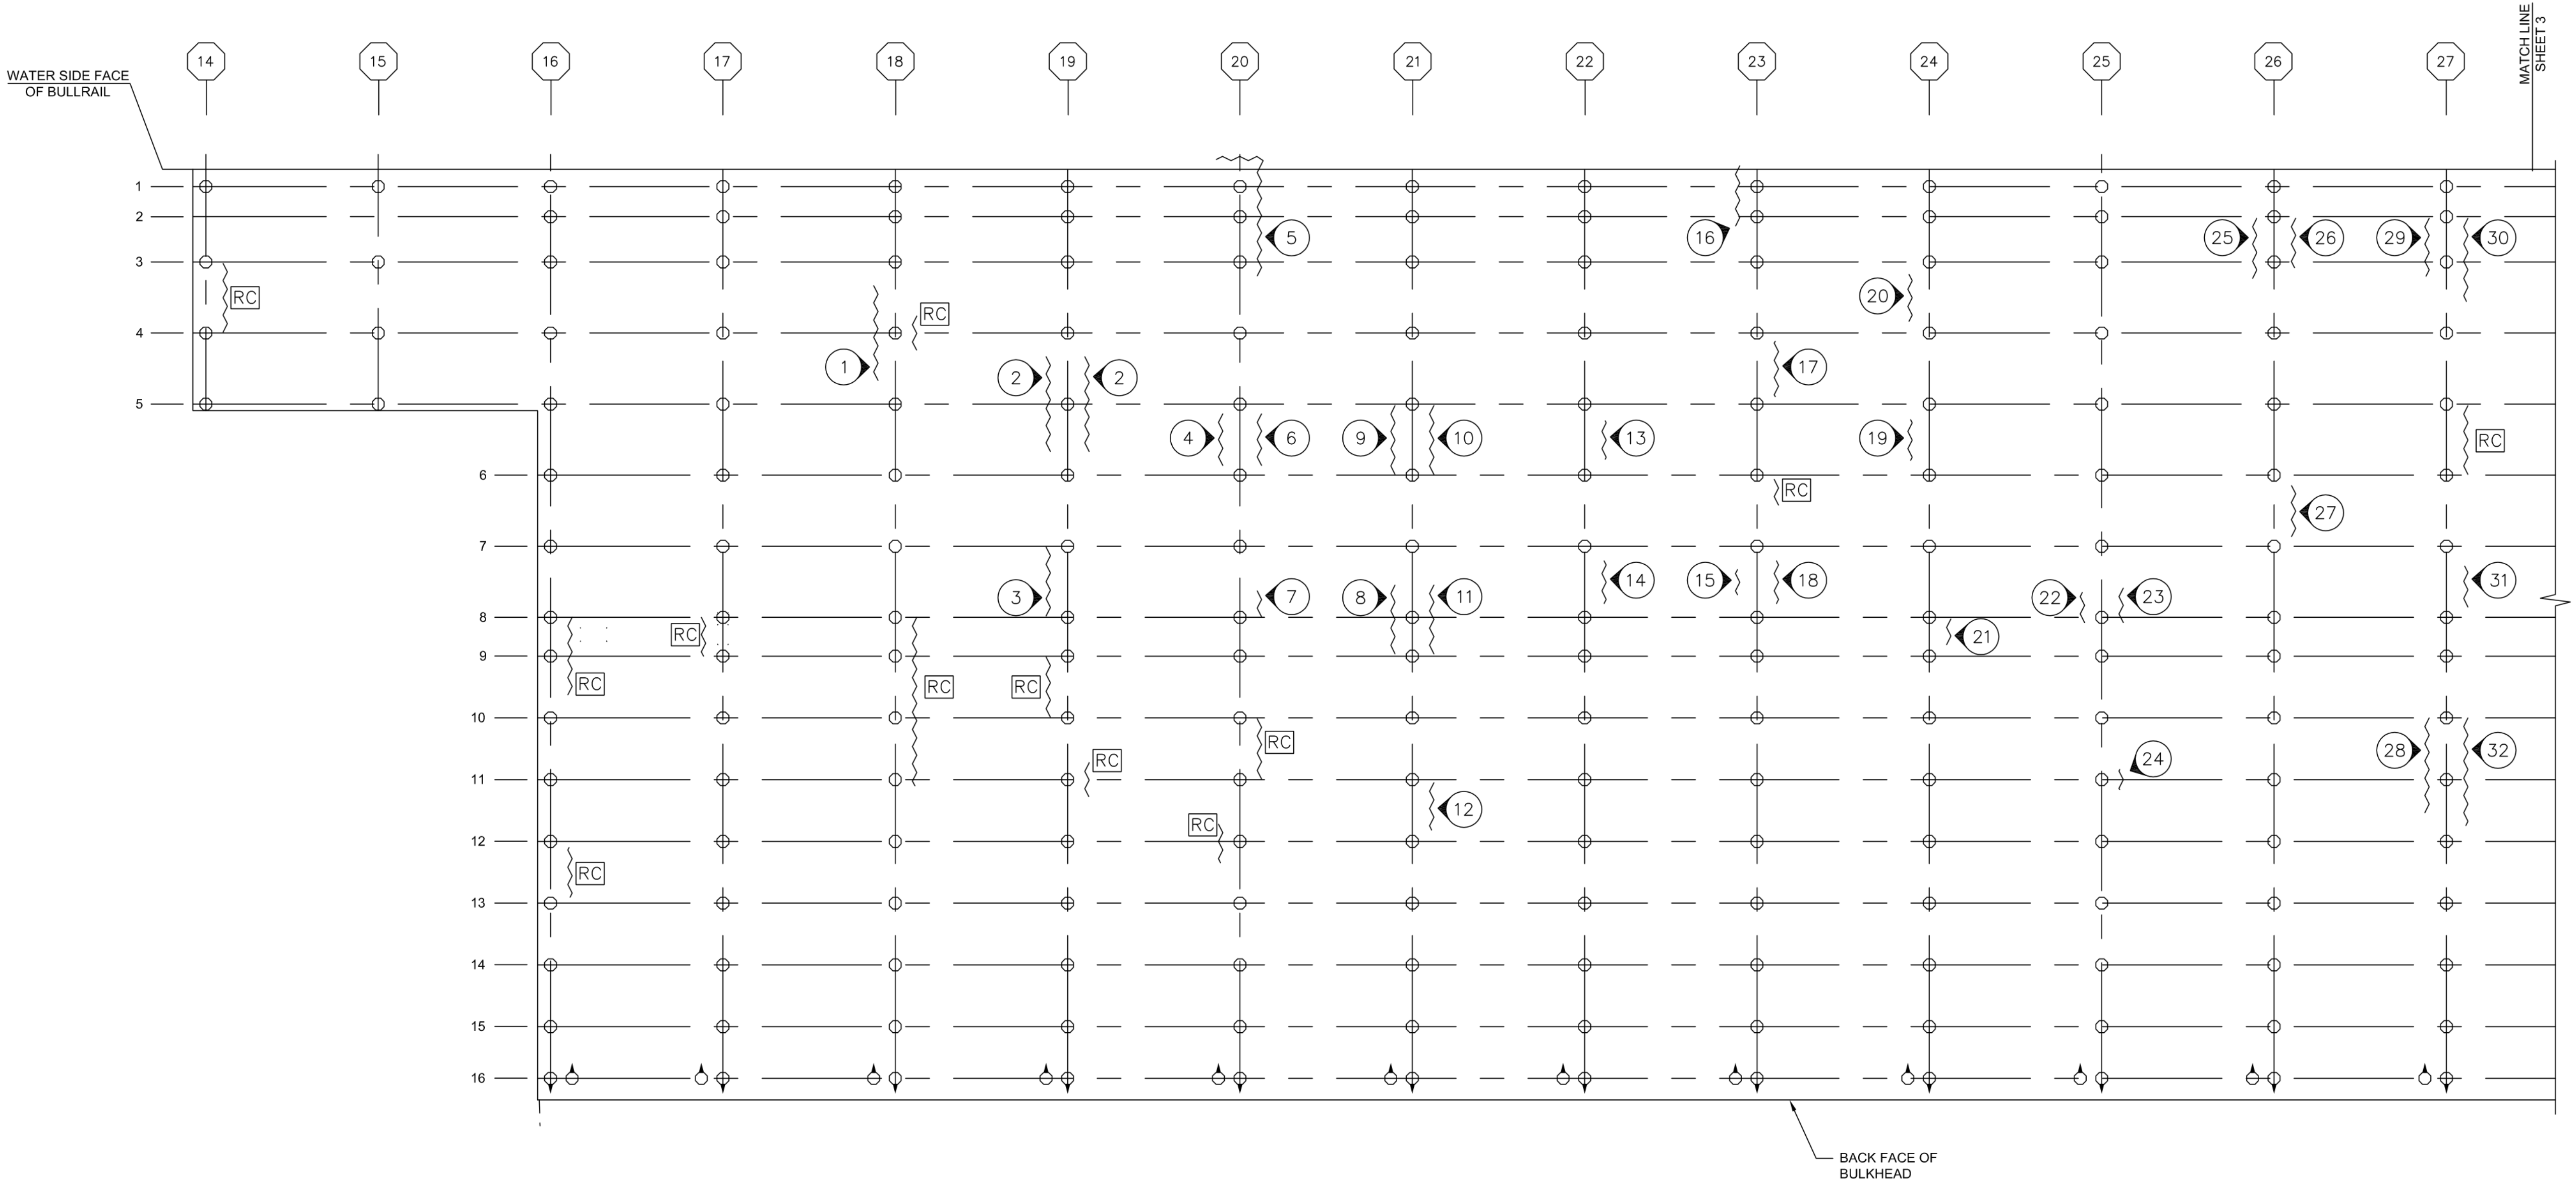 MATCH LINE
SHEET 3
14 15 16 17 18 19 20 21 22 23 24 25 26 27
WATER SIDE FACE
OF BULLRAIL
1
2
16 5 25 26 29 30
3
RC 20
RC
4
1 17
2 2
5
4 6 9 10 13 19 RC
6
RC
27
7
15 14 18 31
3 7 8 11 22 23
8
RC 21
9
RC RC RC
10
RC 28 32
RC 24
11
12
RC
12
RC
13
14
15
16
BACK FACE OF
BULKHEAD